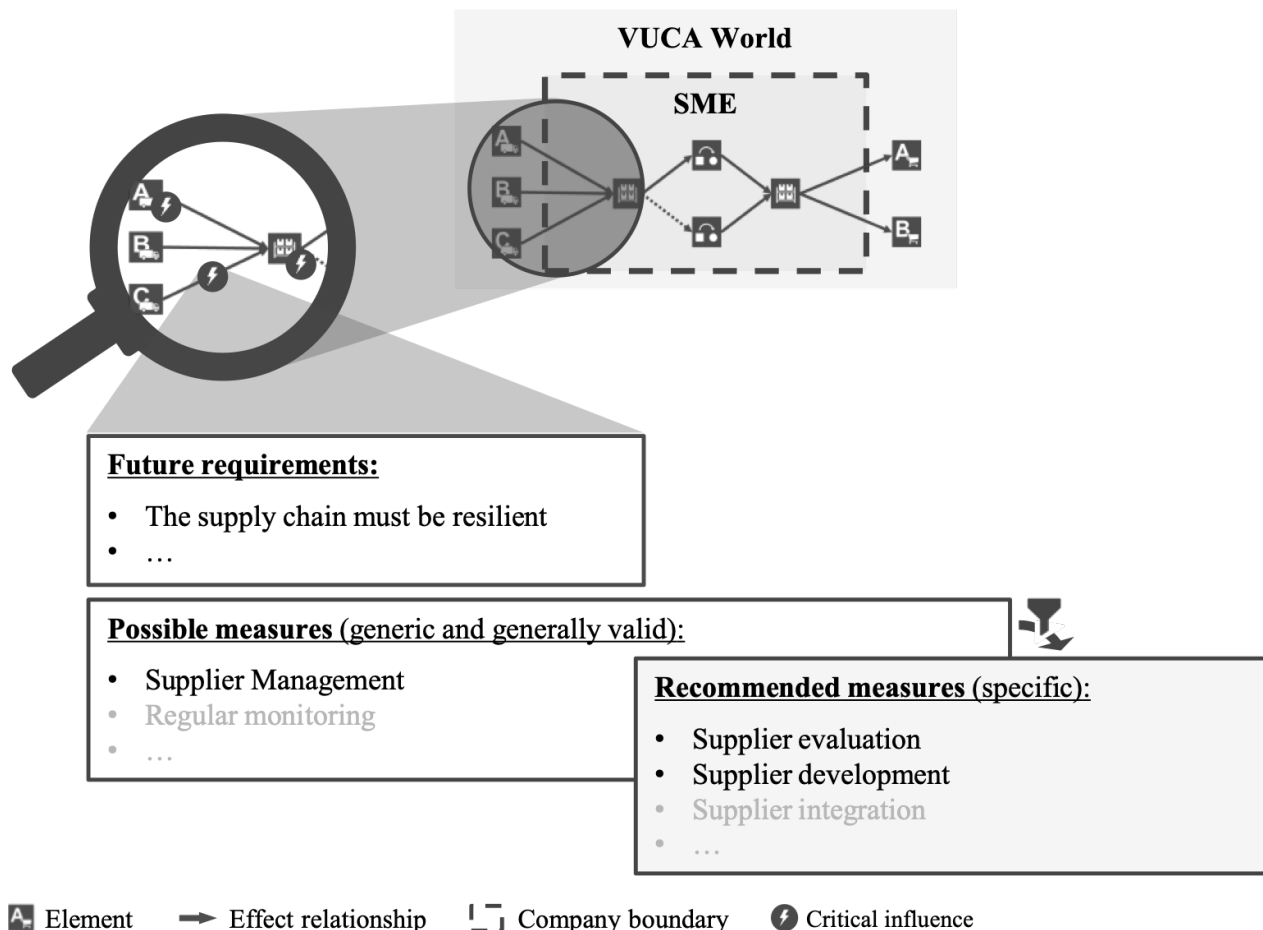 VUCA World
SME
A
B
C
A
B
A
B
C
Future requirements:
• The supply chain must be resilient
• …
Possible measures (generic and generally valid):
• Supplier Management
• Regular monitoring
• …
Recommended measures (specific):
• Supplier evaluation
• Supplier development
• Supplier integration
• …
A Element
Effect relationship
Company boundary
Critical influence